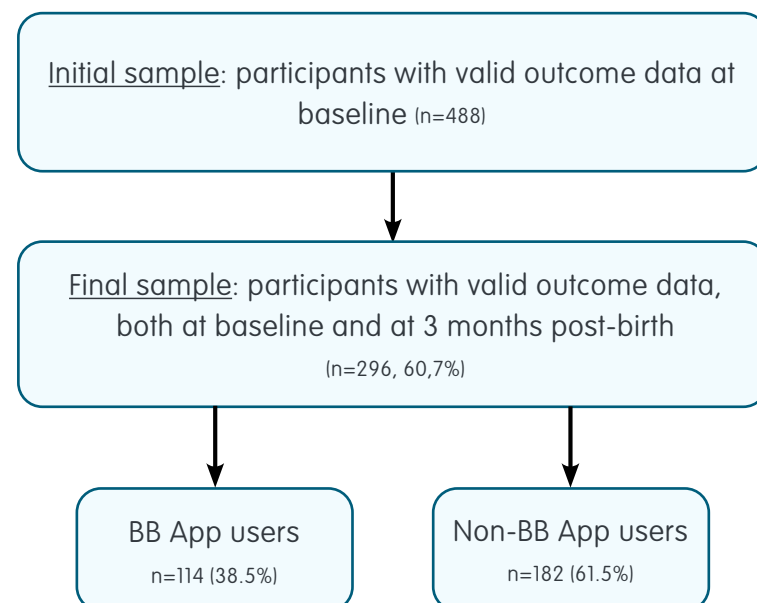 Initial sample: participants with valid outcome data at
baseline (n=488)
Final sample: participants with valid outcome data,
both at baseline and at 3 months post-birth
(n=296, 60,7%)
BB App users
n=114 (38.5%)
Non-BB App users
n=182 (61.5%)